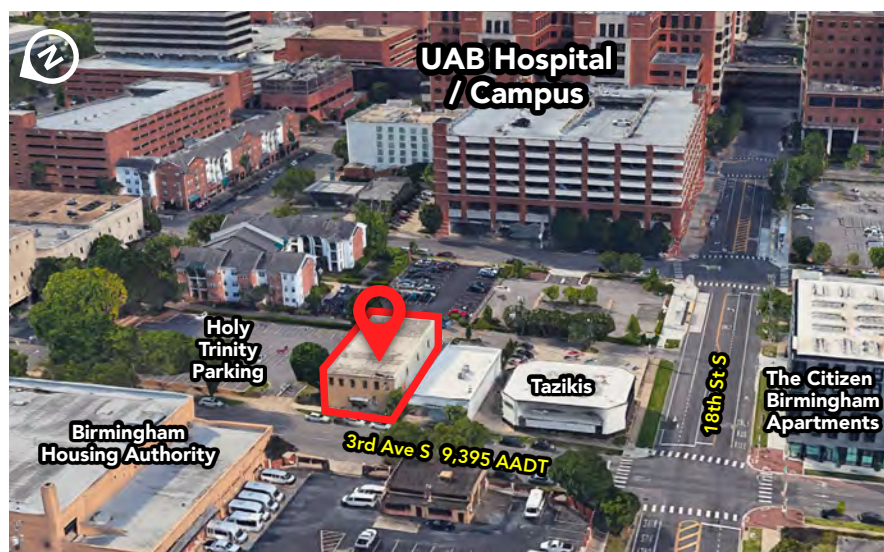 N
UAB Hospital
/ Campus
Holy
Trinity
Parking
Tazikis
18th St S
The Citizen
Birmingham
Apartments
Birmingham
Housing Authority
3rd Ave S 9,395 AADT